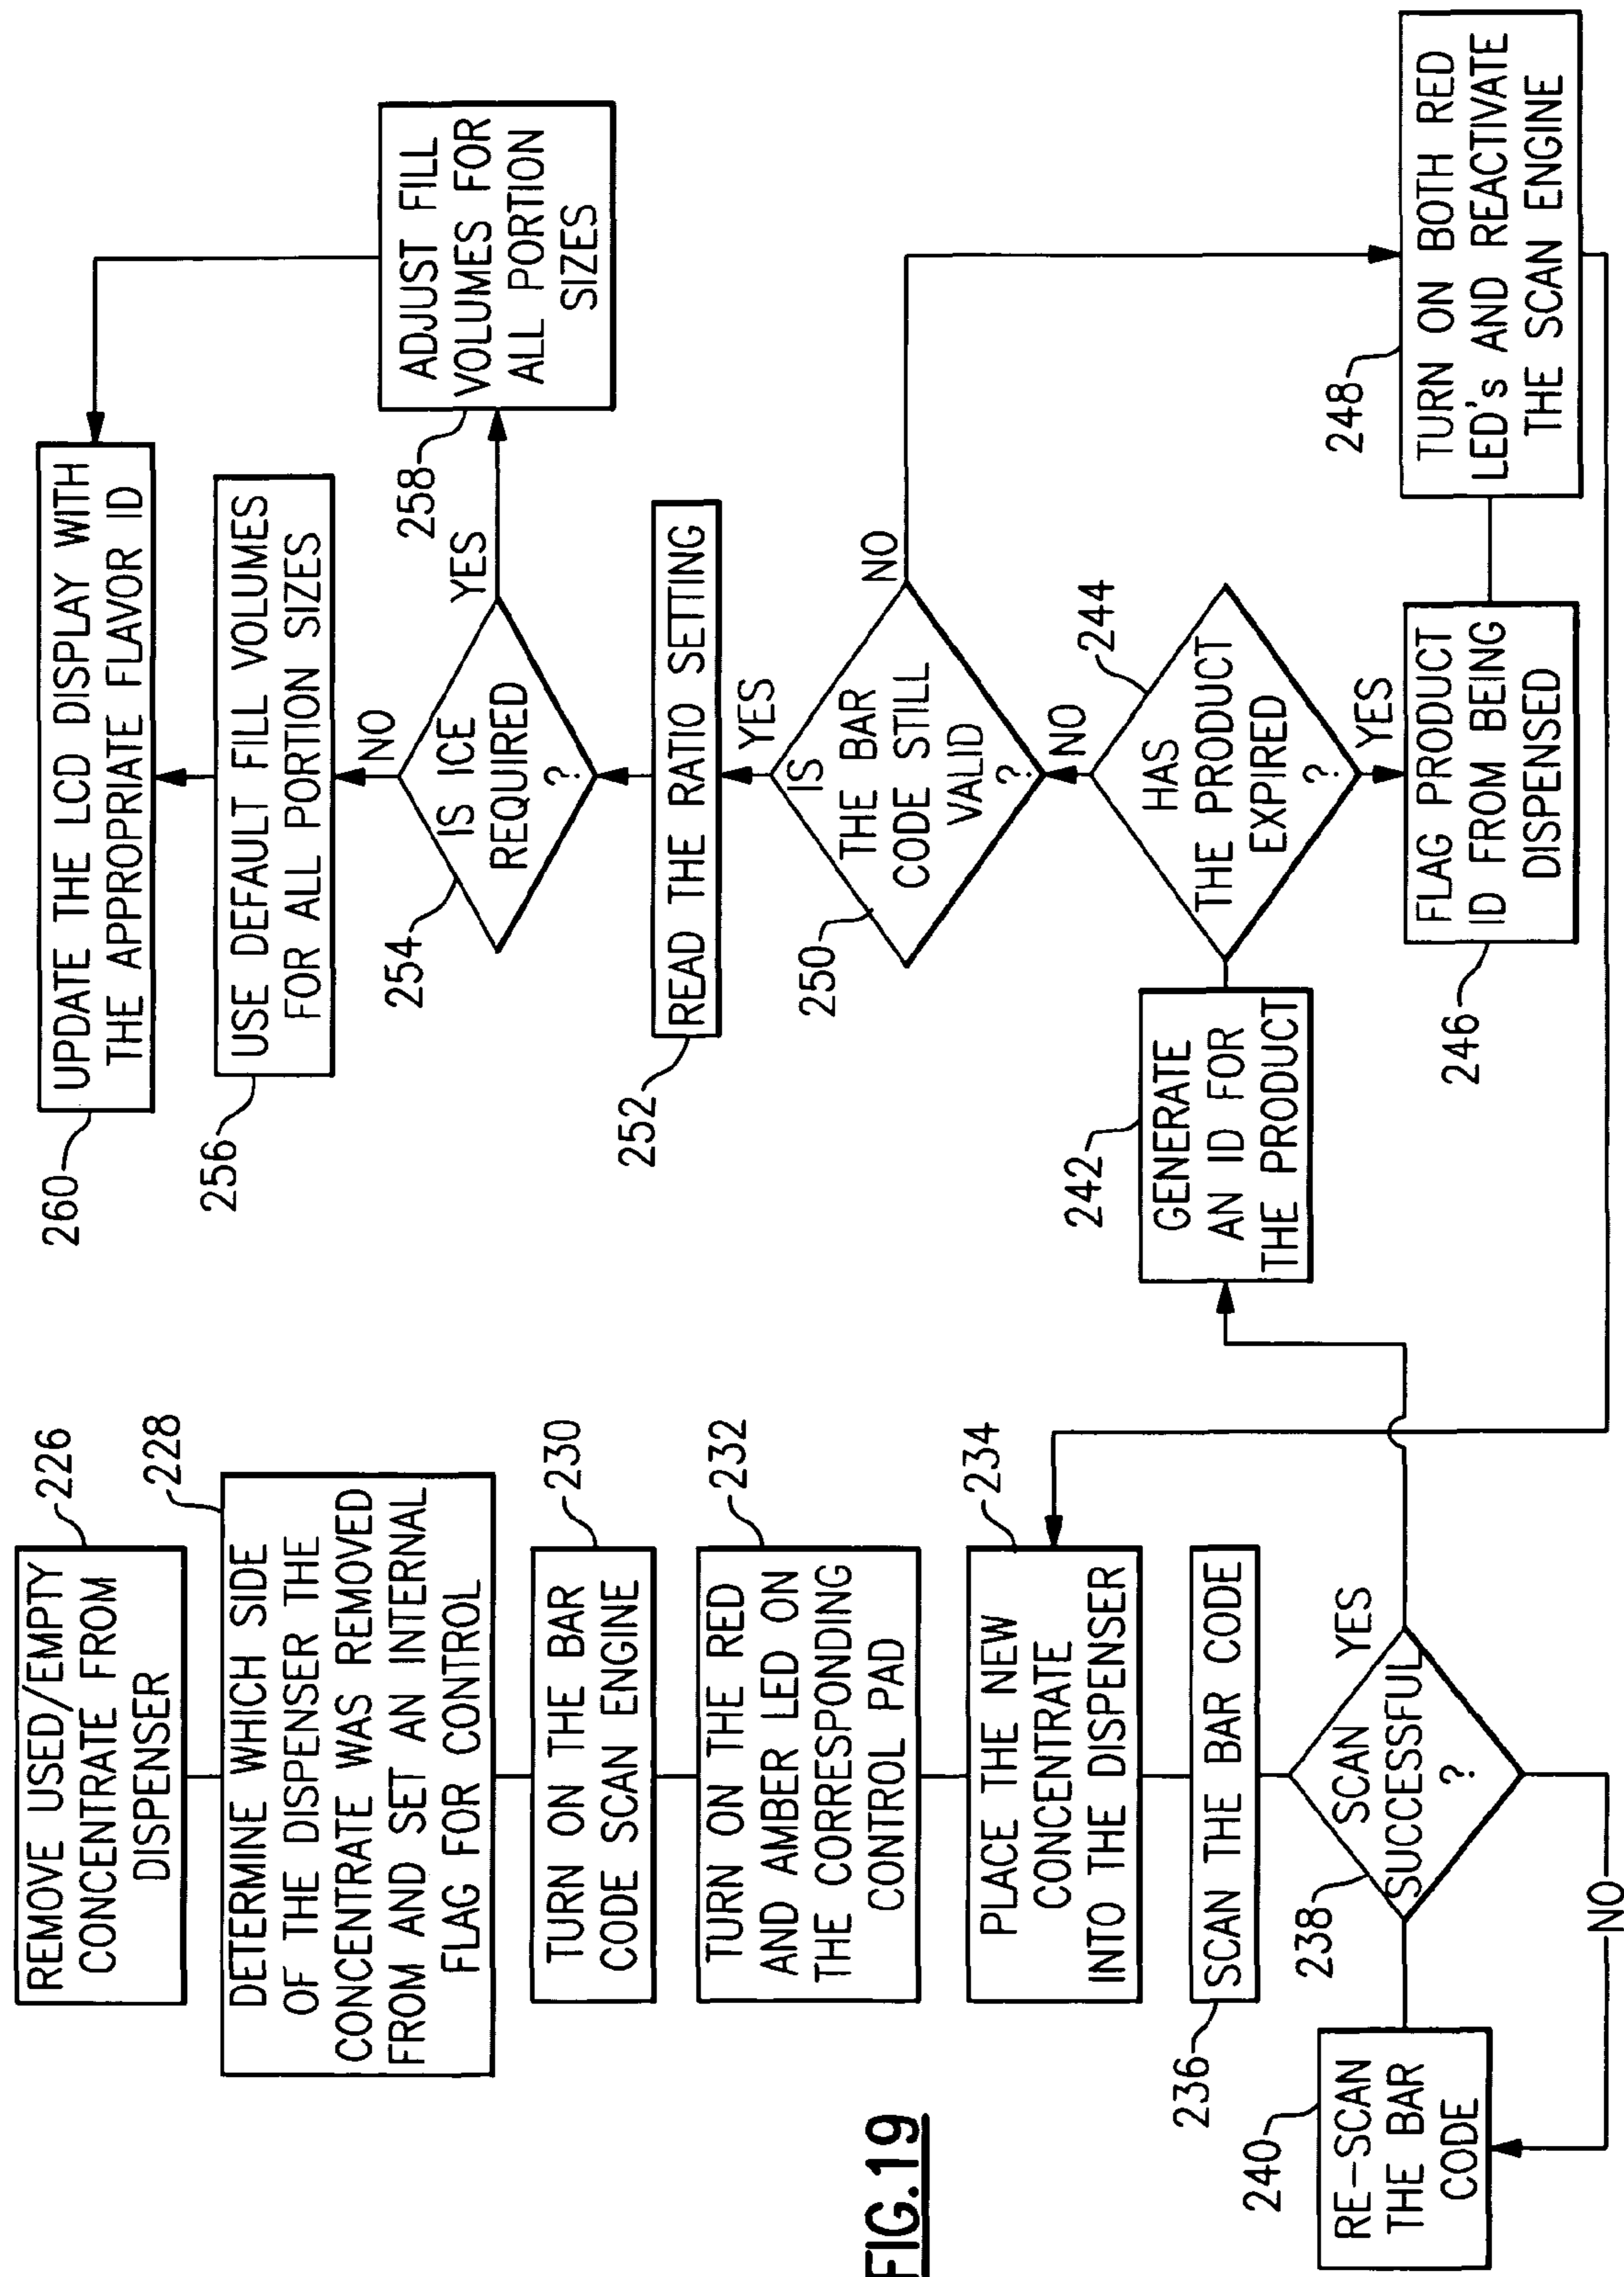 REMOVE USED/EMPTY
CONCENTRATE FROM
DISPENSER
226
DETERMINE WHICH SIDE
OF THE DISPENSER THE
CONCENTRATE WAS REMOVED
FROM AND SET AN INTERNAL
FLAG FOR CONTROL
228
TURN ON THE BAR
CODE SCAN ENGINE
230
TURN ON THE RED
AND AMBER LED ON
THE CORRESPONDING
CONTROL PAD
232
PLACE THE NEW
CONCENTRATE
INTO THE DISPENSER
234
SCAN THE BAR CODE
236
SCAN
SUCCESSFUL
?
238
YES
NO
RE-SCAN
THE BAR
CODE
240
GENERATE
AN ID FOR
THE PRODUCT
242
HAS
THE PRODUCT
EXPIRED
?
244
YES
NO
FLAG PRODUCT
ID FROM BEING
DISPENSED
246
TURN ON BOTH RED
LED's AND REACTIVATE
THE SCAN ENGINE
248
IS
THE BAR
CODE STILL
VALID
?
250
NO
YES
READ THE RATIO SETTING
252
IS ICE
REQUIRED
?
254
NO
YES
USE DEFAULT FILL VOLUMES
FOR ALL PORTION SIZES
256
ADJUST FILL
VOLUMES FOR
ALL PORTION
SIZES
258
UPDATE THE LCD DISPLAY WITH
THE APPROPRIATE FLAVOR ID
260
FIG.19